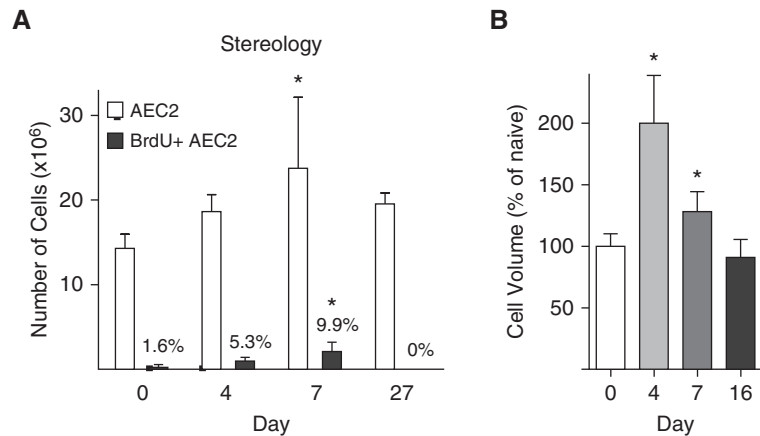 A
Stereology
Number of Cells (x10⁶)
30
20
10
AEC2
BrdU+ AEC2
*
*
1.6%
5.3%
9.9%
0%
0
4
7
27
Day
B
Cell Volume (% of naive)
200
150
100
50
*
*
0
4
7
16
Day